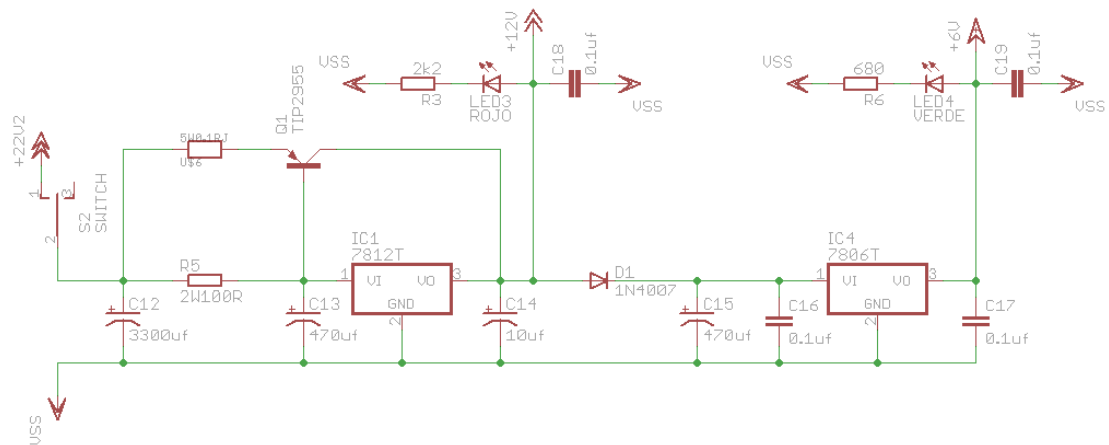 +12V
C18
0.1uf
VSS
2k2
R3
LED3
ROJO
VSS
+6V
C19
0.1uf
VSS
680
R6
LED4
VERDE
VSS
Q1
TIP2955
5W0.1RJ
U$6
+22V2
1
3
2
S2
SWITCH
R5
2W100R
IC1
7812T
1
VI
VO
3
GND
2
D1
1N4007
IC4
7806T
1
VI
VO
3
GND
2
C12
3300uf
C13
470uf
C14
10uf
C15
470uf
C16
0.1uf
C17
0.1uf
VSS